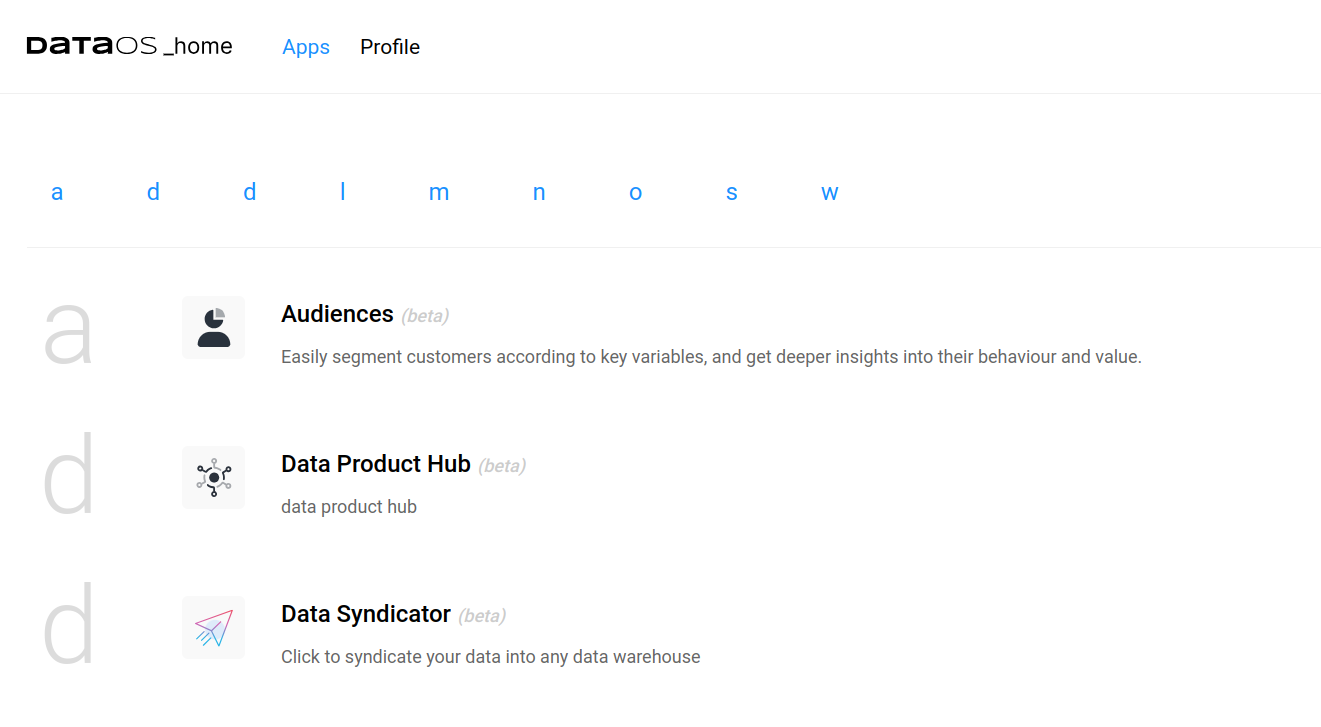 DATAOS _home Apps Profile
a d d l m n o s w
a
Audiences (beta)
Easily segment customers according to key variables, and get deeper insights into their behaviour and value.
d
Data Product Hub (beta)
data product hub
d
Data Syndicator (beta)
Click to syndicate your data into any data warehouse